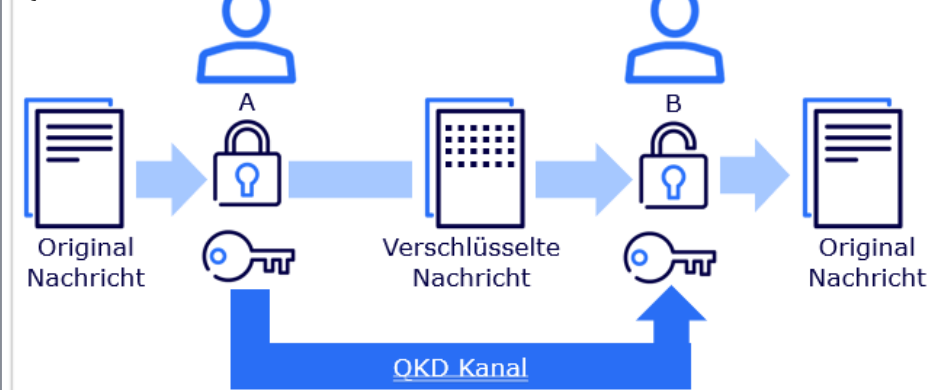 A
B
Original
Nachricht
Verschlüsselte
Nachricht
Original
Nachricht
QKD Kanal